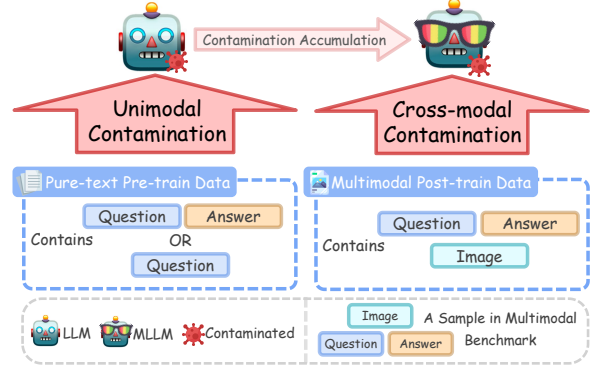 Contamination Accumulation
Unimodal
Contamination
Cross-modal
Contamination
Pure-text Pre-train Data
Question
Answer
Contains
OR
Question
Multimodal Post-train Data
Question
Answer
Contains
Image
LLM
MLLM
Contaminated
Image
A Sample in Multimodal
Benchmark
Question
Answer